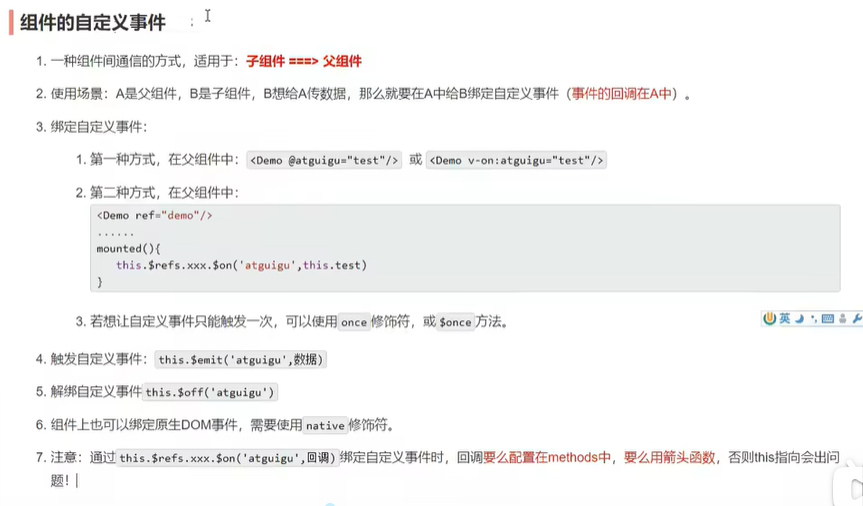 组件的自定义事件
1. 一种组件间通信的方式，适用于：子组件 ===> 父组件
2. 使用场景：A是父组件，B是子组件，B想给A传数据，那么就要在A中给B绑定自定义事件（事件的回调在A中）。
3. 绑定自定义事件：
1. 第一种方式，在父组件中：<Demo @atguigu="test"/> 或 <Demo v-on:atguigu="test"/>
2. 第二种方式，在父组件中：
<Demo ref="demo"/>
......
mounted(){
this.$refs.xxx.$on('atguigu',this.test)
}
3. 若想让自定义事件只能触发一次，可以使用once修饰符，或$once方法。
英
4. 触发自定义事件：this.$emit('atguigu',数据)
5. 解绑自定义事件this.$off('atguigu')
6. 组件上也可以绑定原生DOM事件，需要使用native修饰符。
7. 注意：通过this.$refs.xxx.$on('atguigu',回调)绑定自定义事件时，回调要么配置在methods中，要么用箭头函数，否则this指向会出问
题！